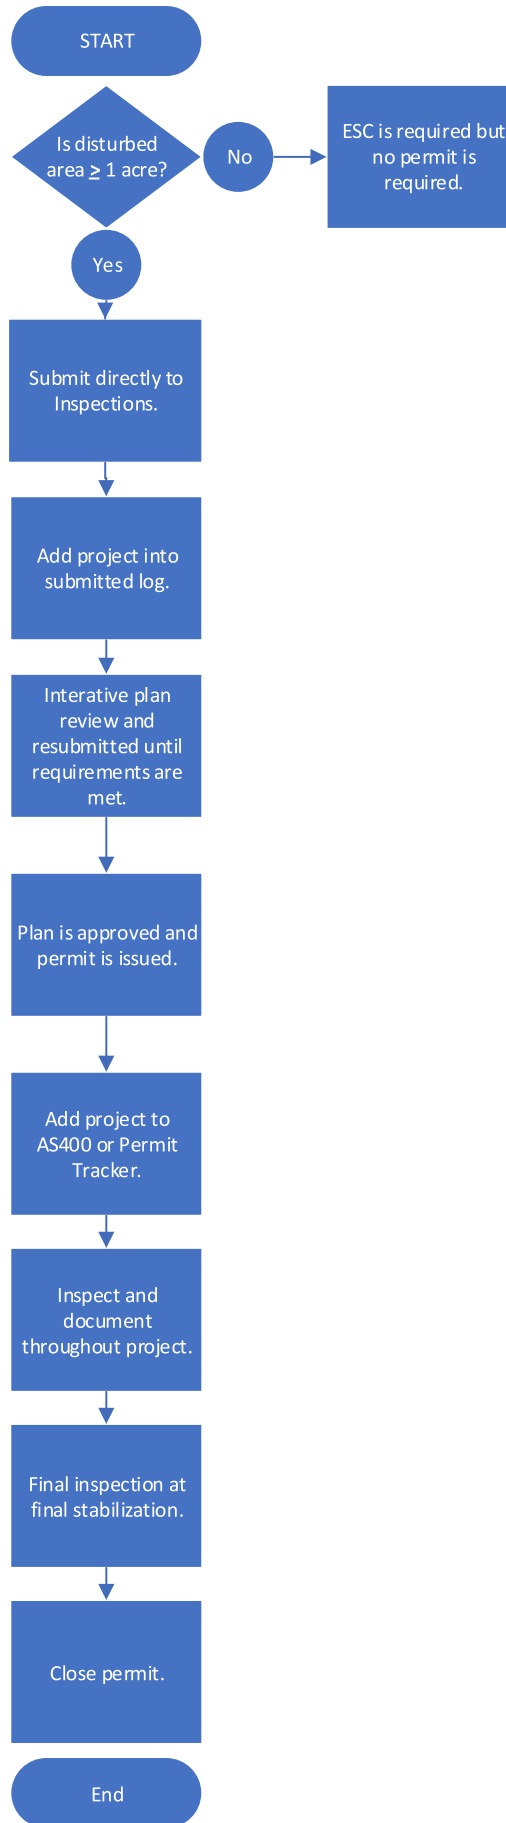 START
Is disturbed
area ≥ 1 acre?
No
ESC is required but
no permit is
required.
Yes
Submit directly to
Inspections.
Add project into
submitted log.
Interative plan
review and
resubmitted until
requirements are
met.
Plan is approved and
permit is issued.
Add project to
AS400 or Permit
Tracker.
Inspect and
document
throughout project.
Final inspection at
final stabilization.
Close permit.
End